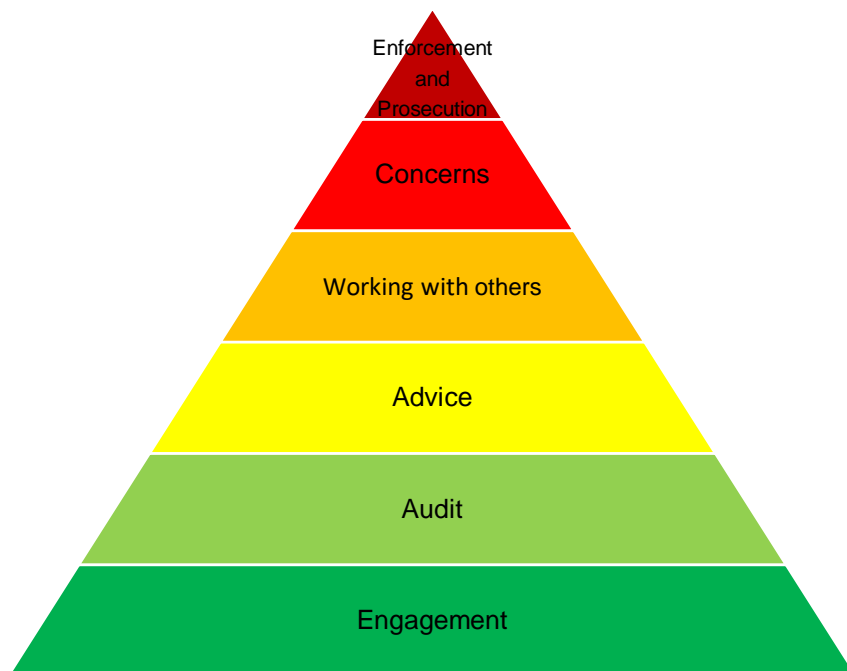 Enforcement
and
Prosecution
Concerns
Working with others
Advice
Audit
Engagement